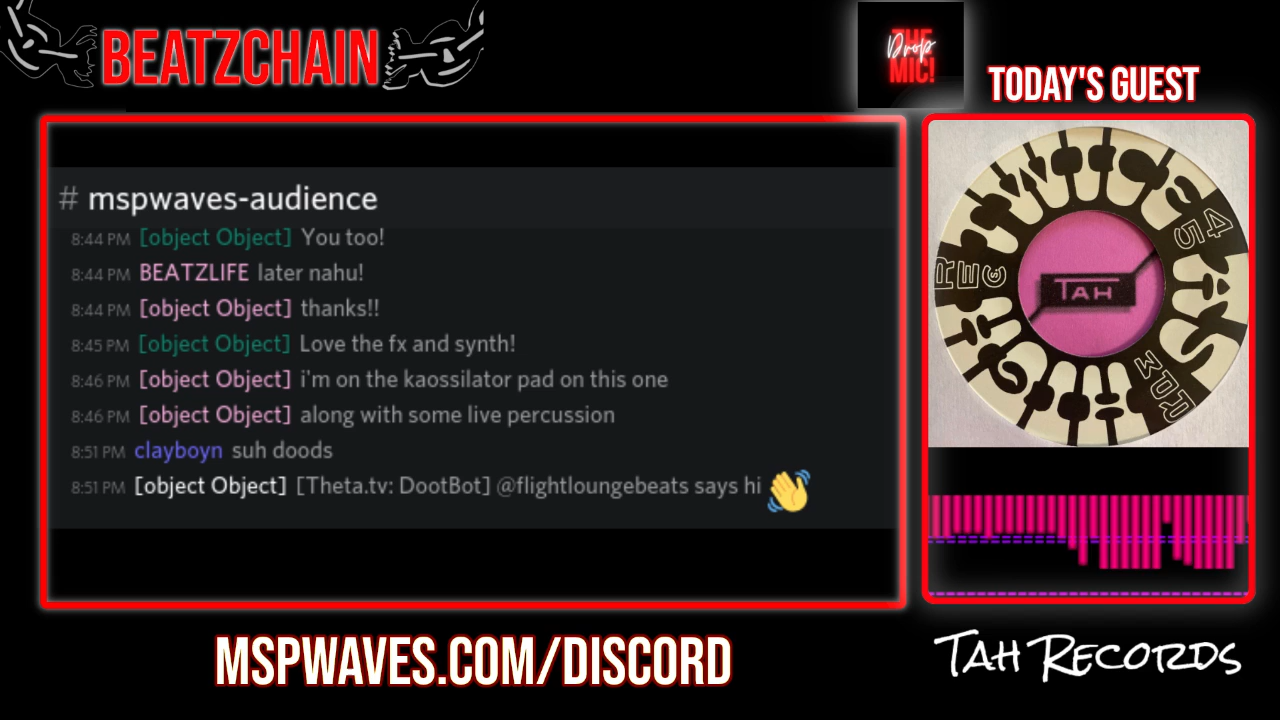 BEATZCHAIN
THE
Drop
MIC!
TODAY'S GUEST
# mspwaves-audience
8:44 PM [object Object] You too!
8:44 PM BEATZLIFE later nahu!
8:44 PM [object Object] thanks!!
8:45 PM [object Object] Love the fx and synth!
8:46 PM [object Object] i'm on the kaossilator pad on this one
8:46 PM [object Object] along with some live percussion
8:51 PM clayboyn suh doods
8:51 PM [object Object] [Theta.tv: DootBot] @flightloungebeats says hi 👋
45
TAH
MSPWAVES.COM/DISCORD
TAH RECORDS